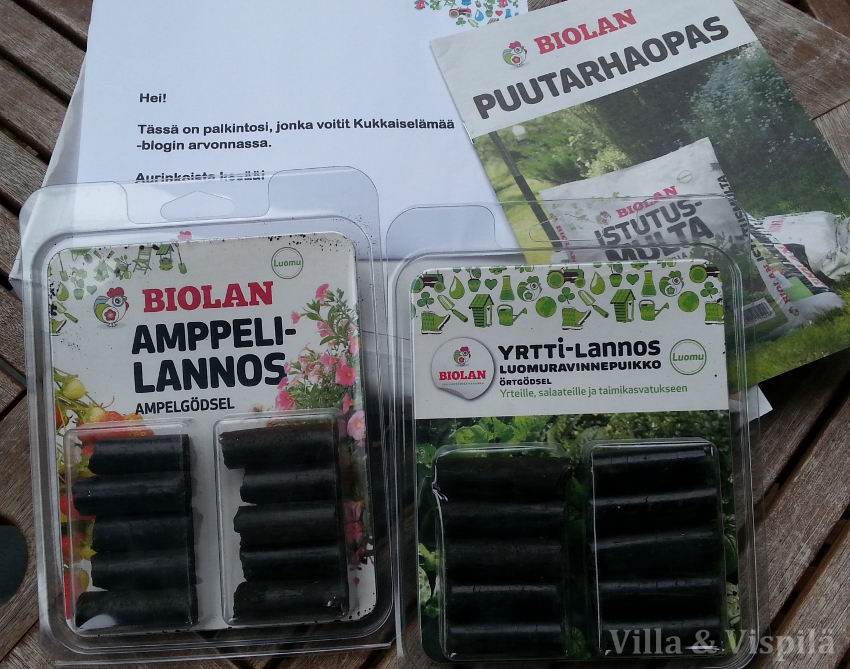 Hei!
Tässä on palkintosi, jonka voitit Kukkaiselämää
-blogin arvonnassa.
Aurinkoista kesää!
BIOLAN
PUUTARHAOPAS
BIOLAN
ISTUTUS-
MULTA
BIOLAN
Luomu
BIOLAN
AMPPELI-
LANNOS
AMPELGÖDSEL
BIOLAN
YRTTi-Lannos
LUOMURAVINNEPUIKKO
ÖRTGÖDSEL
Yrteille, salaateille ja taimikasvatukseen
Luomu
Villa & Vispilä